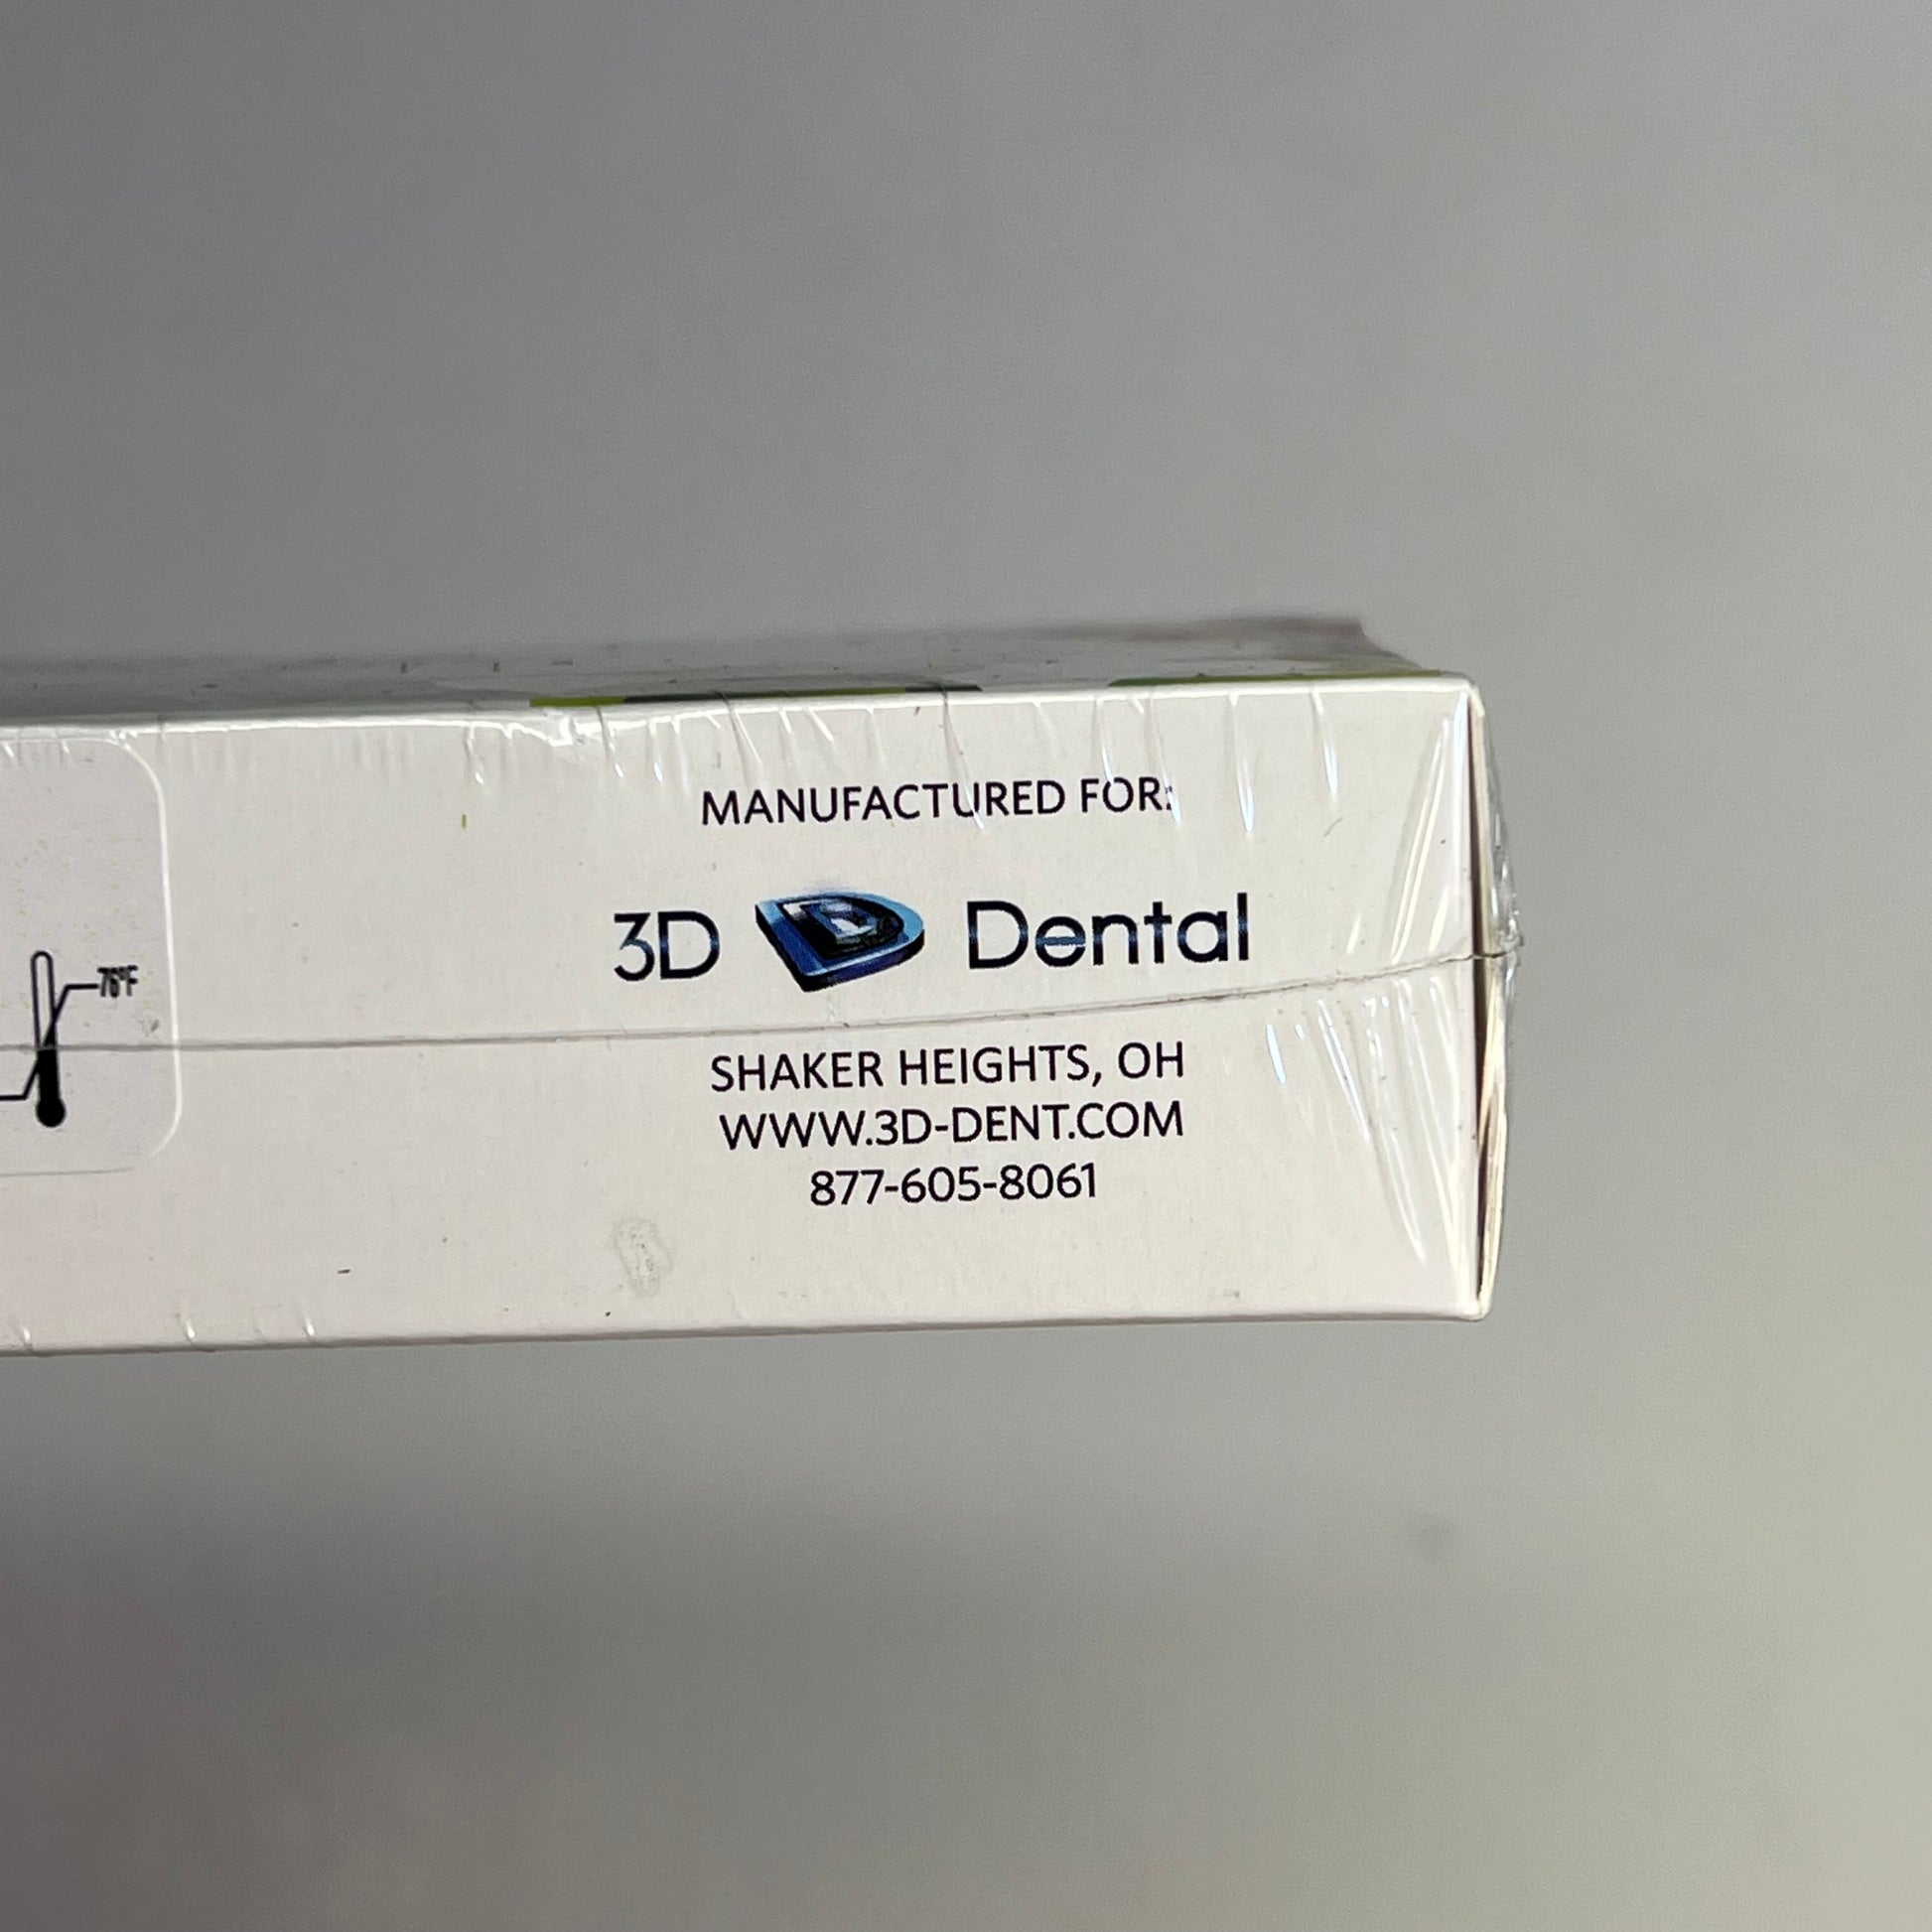 MANUFACTURED FOR:
3D Dental
76°F
SHAKER HEIGHTS, OH
WWW.3D-DENT.COM
877-605-8061